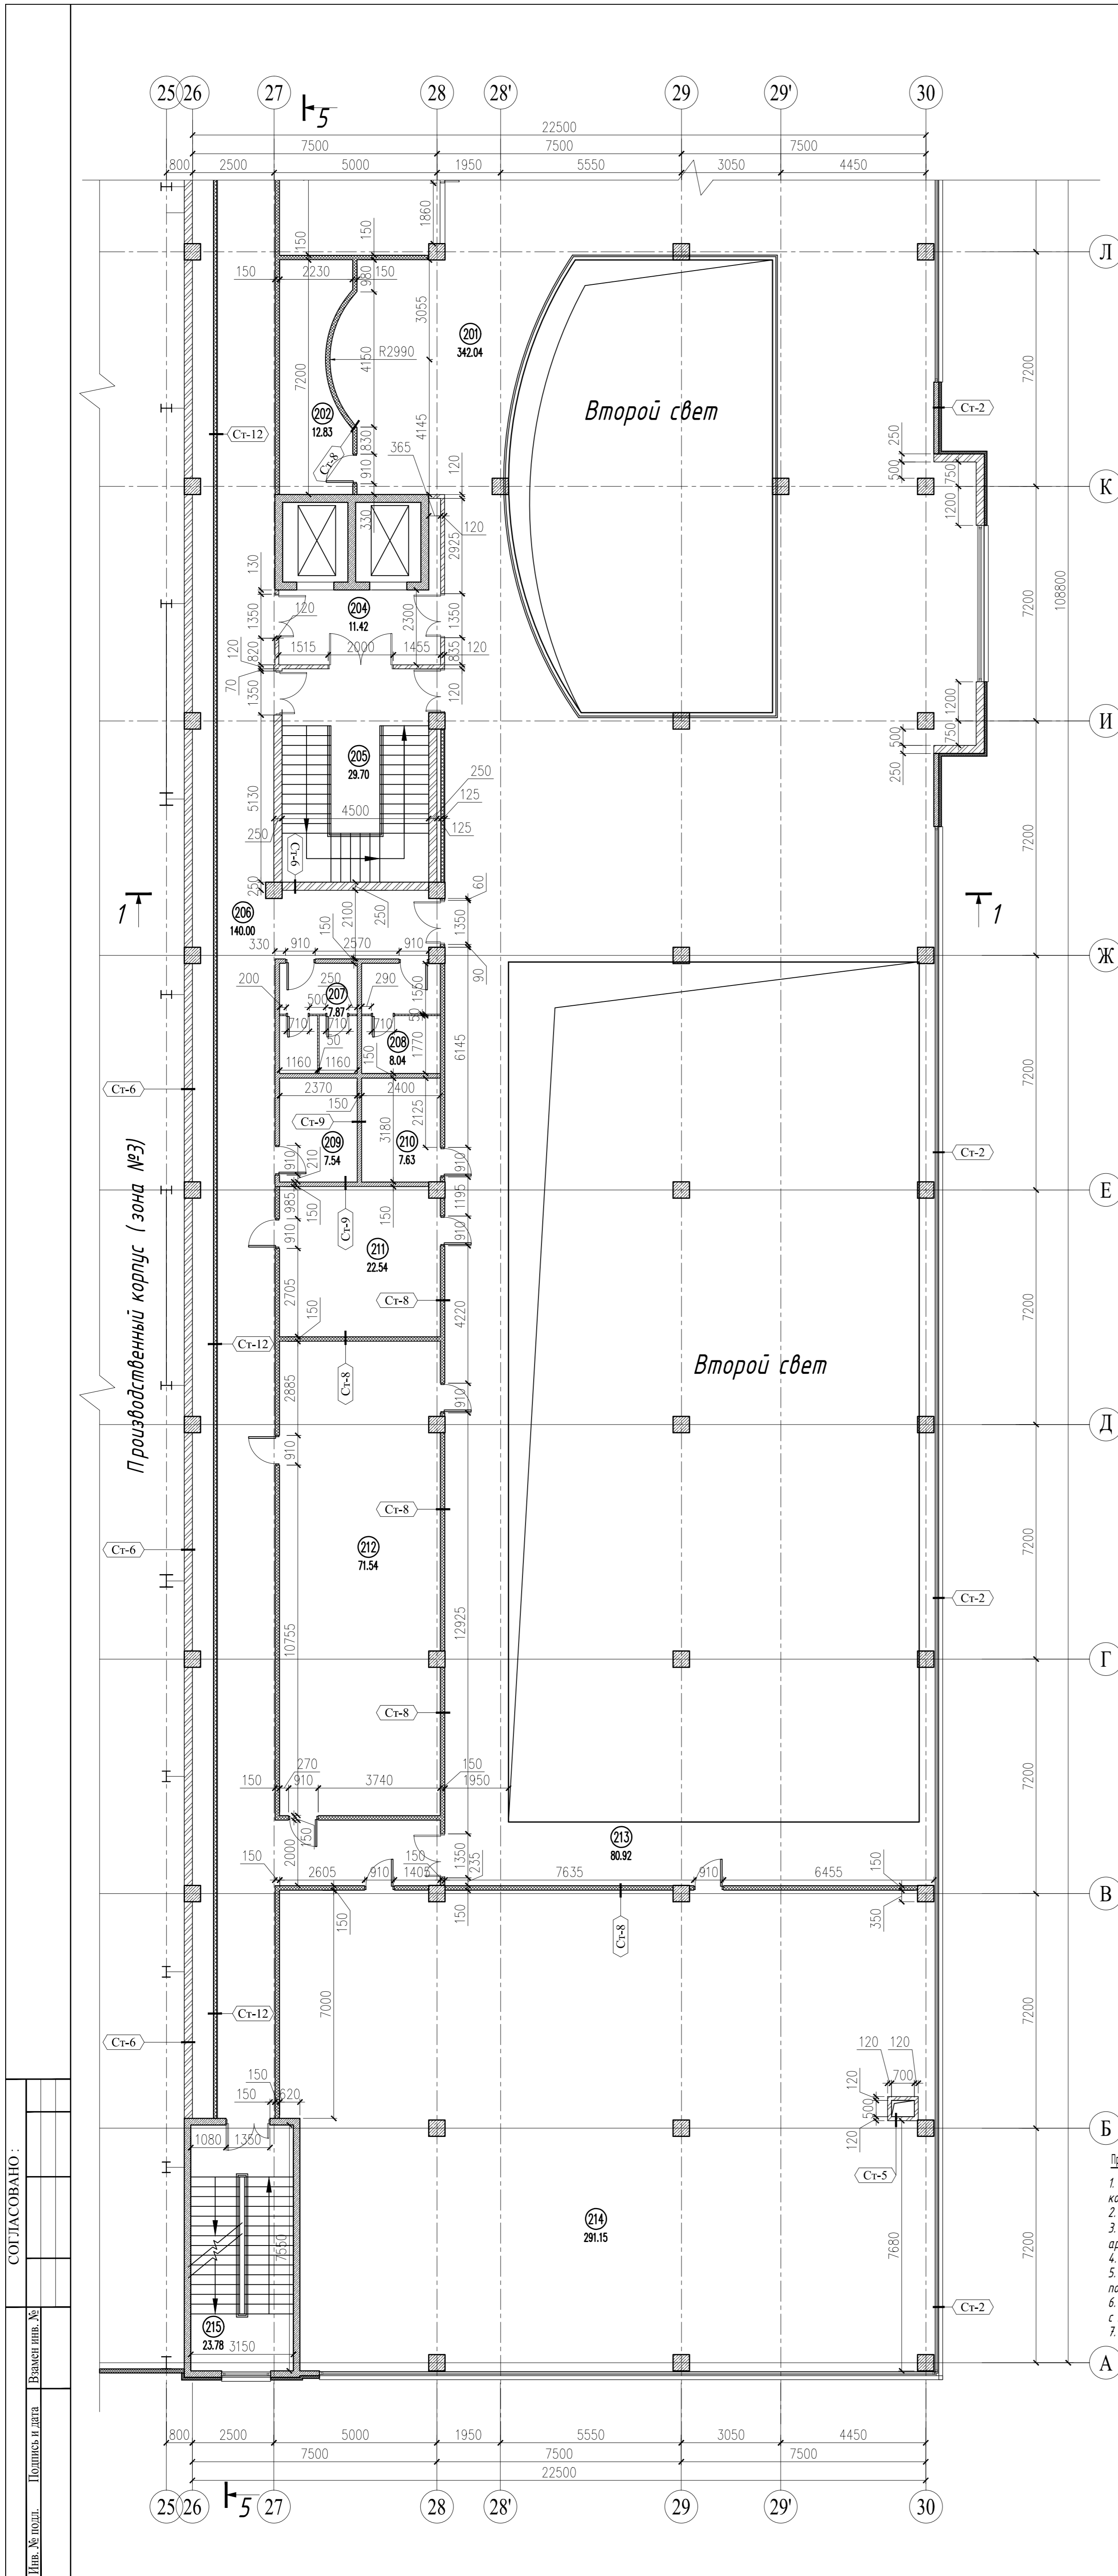 25 26 27 28 28' 29 29' 30
5
22500
7500 7500 7500
800 2500 5000 1950 5550 3050 4450
1860
150 150
Л
150 2230 980 150
3055
201
342.04
4150 R2990
7200
7200
Второй свет
202
12.83
Ст-2
Ст-12
4145
830
250
Ст-8
365
910
120
500 750
К
330
120
2925
1200
130
204
11.42
1350 120 2300 1350
7200
108800
1515 2000 1455 120
120 820 835
70 1350 120
1200
И
500 750
205
29.70
250
250
125
5130
4500
125
250
7200
Ст-6
250 60
1 1
206
140.00
150 2100 250 1350
330 910 2570 910
90
Ж
200 250 290
207
7.87
500 1550
50
710 710 710
208
8.04
50
1770
6145
1160 1160 150
7200
Ст-6
2370 2400
150 2125
Ст-9
3180
209
7.54
210
7.63
Ст-2
910 210 910
Производственный корпус (зона №3)
Е
985 150 150 1195
910 Ст-9 910
211
22.54
2705 150 Ст-8 4220
7200
Ст-12
Второй свет
2885 Ст-8
910
Д
910
Ст-8
212
71.54
Ст-6
7200
Ст-2
10755 12925
Г
Ст-8
270 150
150 910 3740 1950
7200
213
80.92
2000 150
150 150 1350 235 150
2605 910 1405 7635 910 6455
В
150 150 350
Ст-8
7000
Ст-12
7200
Ст-6
120 120
150
120 700
150 620
500
Б
1080 1350
120
Ст-5
СОГЛАСОВАНО :
214
291.15
7550
7680
7200
1.
2.
3.
4.
5.
6.
с
7.
Ст-2
215
23.78
3150
А
Взамен инв. №
Подпись и дата
Инв. № подл.
800 2500 5000 1950 5550 3050 4450
7500 7500 7500
22500
5
25 26 27 28 28' 29 29' 30